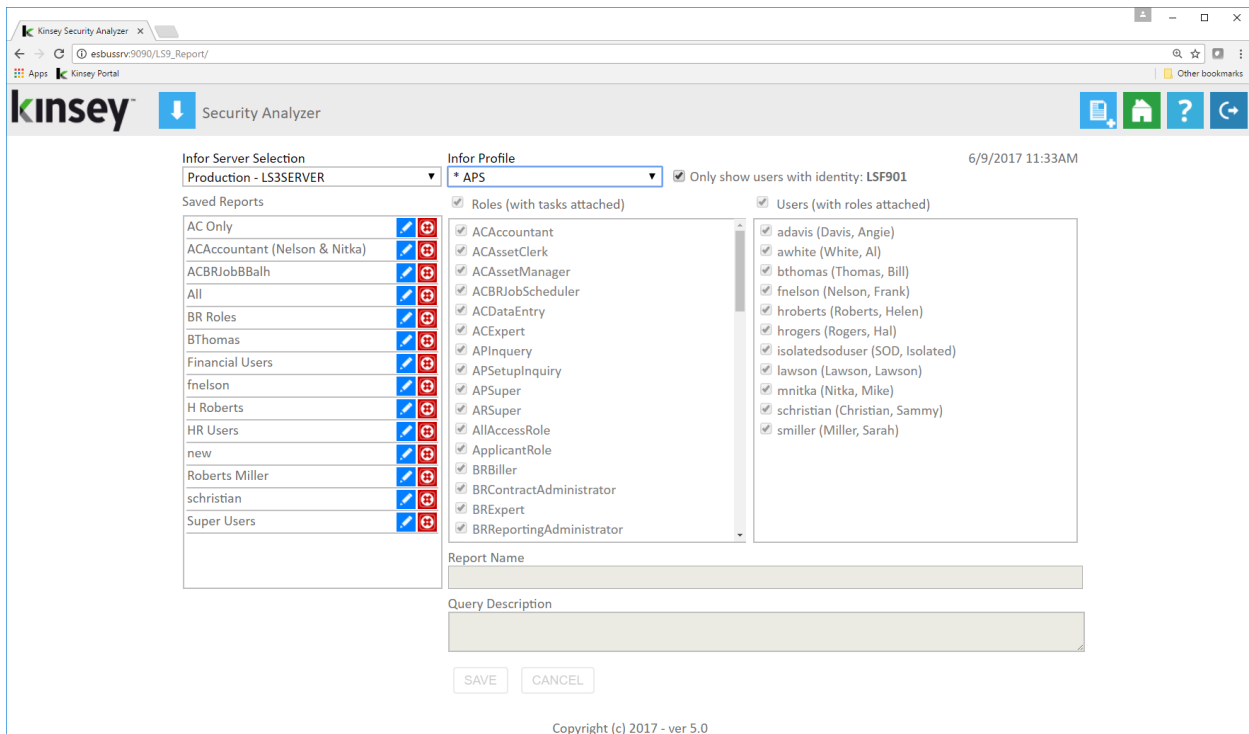 Kinsey Security Analyzer
esbussrv:9090/LS9_Report/
Apps Kinsey Portal Other bookmarks
kinsey Security Analyzer
Infor Server Selection Infor Profile 6/9/2017 11:33AM
Production - LS3SERVER * APS Only show users with identity: LSF901
Saved Reports Roles (with tasks attached) Users (with roles attached)
AC Only
ACAccountant (Nelson & Nitka)
ACBRJobBBalh
All
BR Roles
BThomas
Financial Users
fnelson
H Roberts
HR Users
new
Roberts Miller
schristian
Super Users
ACAccountant
ACAssetClerk
ACAssetManager
ACBRJobScheduler
ACDataEntry
ACExpert
APInquery
APSetupInquiry
APSuper
ARSuper
AllAccessRole
ApplicantRole
BRBiller
BRContractAdministrator
BRExpert
BRReportingAdministrator
adavis (Davis, Angie)
awhite (White, Al)
bthomas (Thomas, Bill)
fnelson (Nelson, Frank)
hroberts (Roberts, Helen)
hrogers (Rogers, Hal)
isolatedsoduser (SOD, Isolated)
lawson (Lawson, Lawson)
mnitka (Nitka, Mike)
schristian (Christian, Sammy)
smiller (Miller, Sarah)
Report Name
Query Description
SAVE CANCEL
Copyright (c) 2017 - ver 5.0